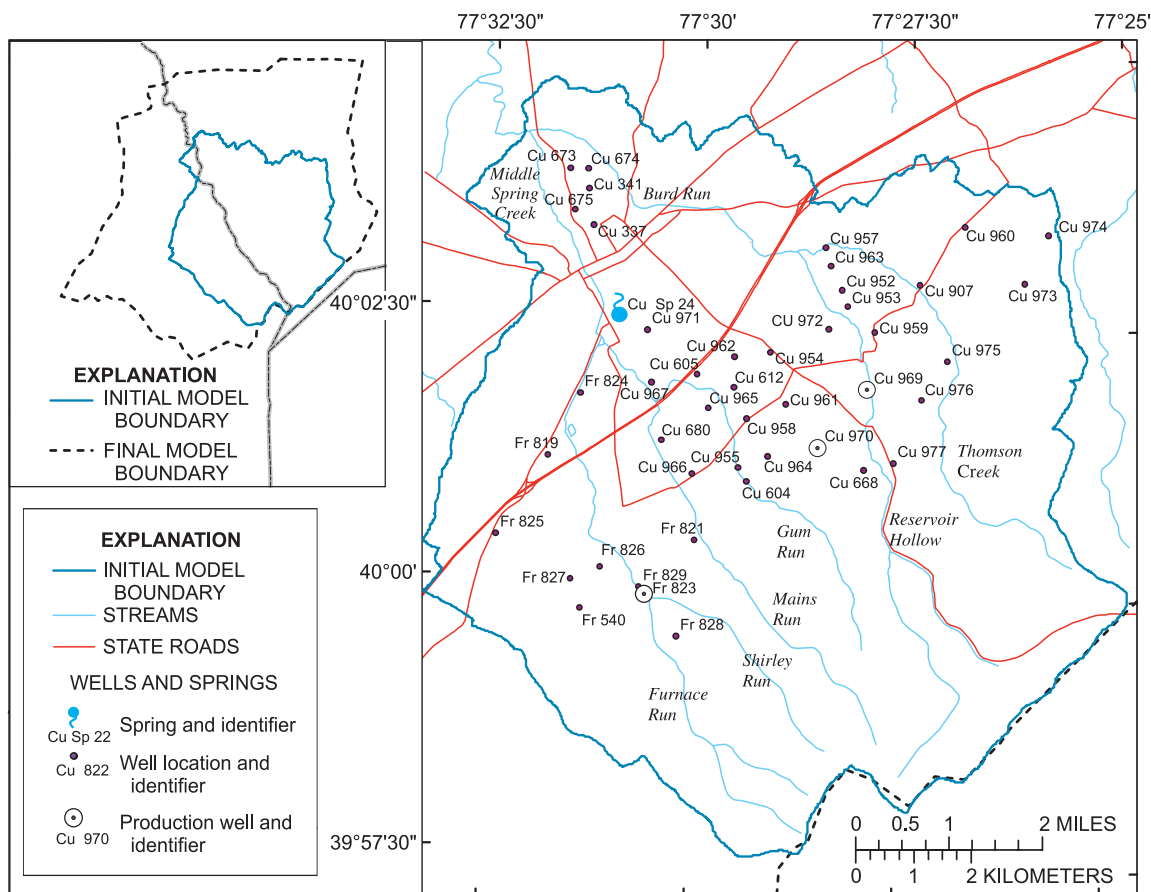 77°32'30"
77°30'
77°27'30"
77°25'
40°02'30"
40°00'
39°57'30"
EXPLANATION
INITIAL MODEL
BOUNDARY
FINAL MODEL
BOUNDARY
EXPLANATION
INITIAL MODEL
BOUNDARY
STREAMS
STATE ROADS
WELLS AND SPRINGS
Spring and identifier
Cu Sp 22
Well location and
Cu 822
identifier
Production well and
Cu 970
identifier
Cu 673
Cu 674
Middle
Spring
Creek
Cu 341
Burd Run
Cu 675
Cu 337
Cu 957
Cu 960
Cu 974
Cu 963
Cu 952
Cu 953
Cu 907
Cu 973
Cu Sp 24
Cu 971
CU 972
Cu 959
Cu 962
Cu 954
Cu 975
Cu 605
Fr 824
Cu 967
Cu 612
Cu 969
Cu 976
Cu 965
Cu 961
Cu 680
Cu 958
Cu 970
Fr 819
Cu 955
Cu 966
Cu 964
Cu 977
Thomson
Creek
Cu 668
Cu 604
Fr 825
Fr 821
Gum
Run
Reservoir
Hollow
Fr 826
Fr 827
Fr 829
Fr 823
Fr 540
Fr 828
Mains
Run
Shirley
Run
Furnace
Run
0 0.5 1 2 MILES
0 1 2 KILOMETERS